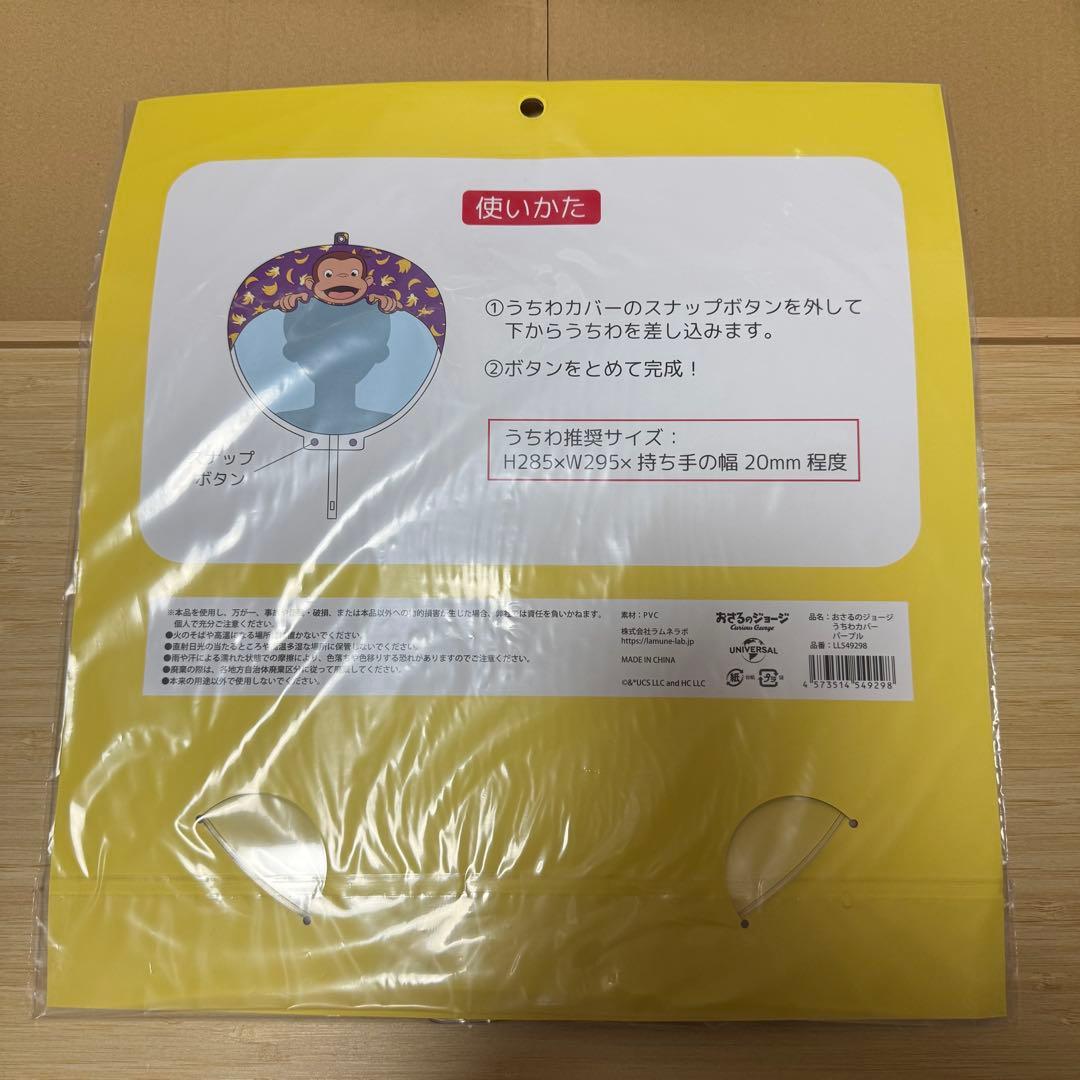 使いかた
①うちわカバーのスナップボタンを外して
下からうちわを差し込みます。
②ボタンをとめて完成！
うちわ推奨サイズ：
H285×W295×持ち手の幅 20mm 程度
スナップ
ボタン
※本品を使用し、万が一、事故や怪我・破損、または本品以外への物的損害が生じた場合、弊社では責任を負いかねます。
個人で充分ご注意ください。
●火のそばや高温になる場所に置かないでください。
●直射日光の当たるところや高温多湿な場所に保管しないでください。
●雨や汗による濡れた状態での摩擦により、色落ちや色移りする恐れがありますのでご注意ください。
●廃棄の際は、各地方自治体廃棄区分に従って廃棄してください。
●本来の用途以外で使用しないでください。
素材：PVC
株式会社ラムネラボ
https://lamune-lab.jp
MADE IN CHINA
©&®UCS LLC and HC LLC
おさるのジョージ
Curious George
UNIVERSAL
紙 台紙 プラ 袋
品名：おさるのジョージ
うちわカバー
パープル
品番：LL549298
4 573514 549298